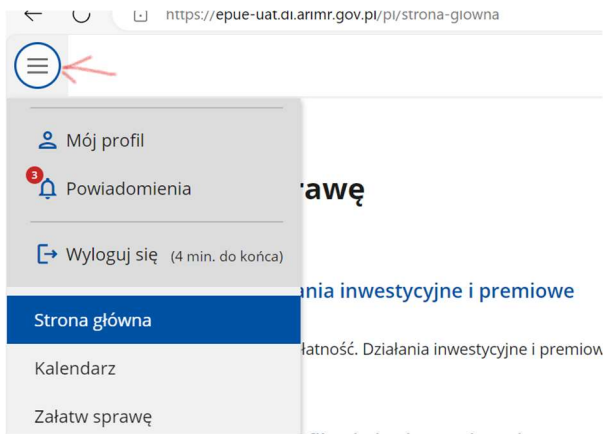 https://epue-uat.di.arimr.gov.pl/pl/strona-glowna
Mój profil
3
Powiadomienia
rawę
Wyloguj się (4 min. do końca)
ania inwestycyjne i premiowe
Strona główna
łatność. Działania inwestycyjne i premiow
Kalendarz
Załatw sprawę